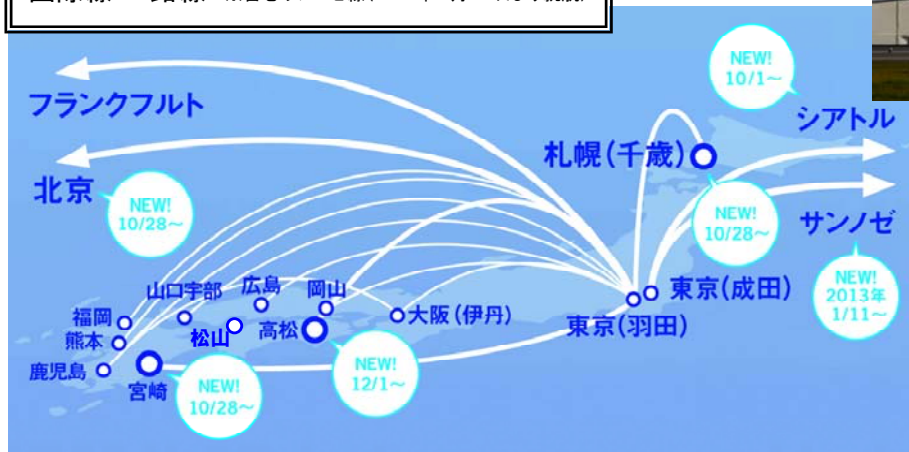 NEW!
10/1～
フランクフルト
シアトル
札幌(千歳)
北京
NEW!
10/28～
NEW!
10/28～
サンノゼ
NEW!
2013年
1/11～
山口宇部
広島
岡山
東京(成田)
福岡
松山
高松
大阪(伊丹)
東京(羽田)
熊本
鹿児島
宮崎
NEW!
10/28～
NEW!
12/1～